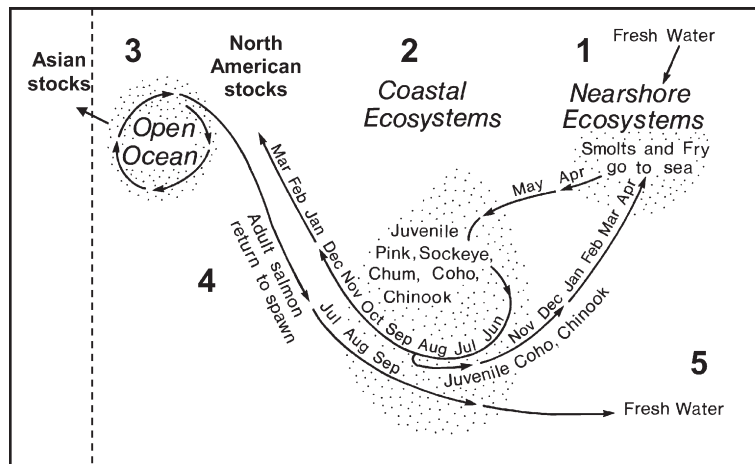 3
North
American
stocks
2
1
Fresh Water
Asian
stocks
Open
Ocean
Coastal
Ecosystems
Nearshore
Ecosystems
Smolts and Fry
go to sea
May Apr
Juvenile
Pink, Sockeye,
Chum, Coho,
Chinook
Mar Feb Jan Dec Nov Oct Sep Aug Jul Jun
Nov Dec Jan Feb Mar Apr
Juvenile Coho, Chinook
4
Adult salmon
return to spawn
Jul Aug Sep
5
Fresh Water